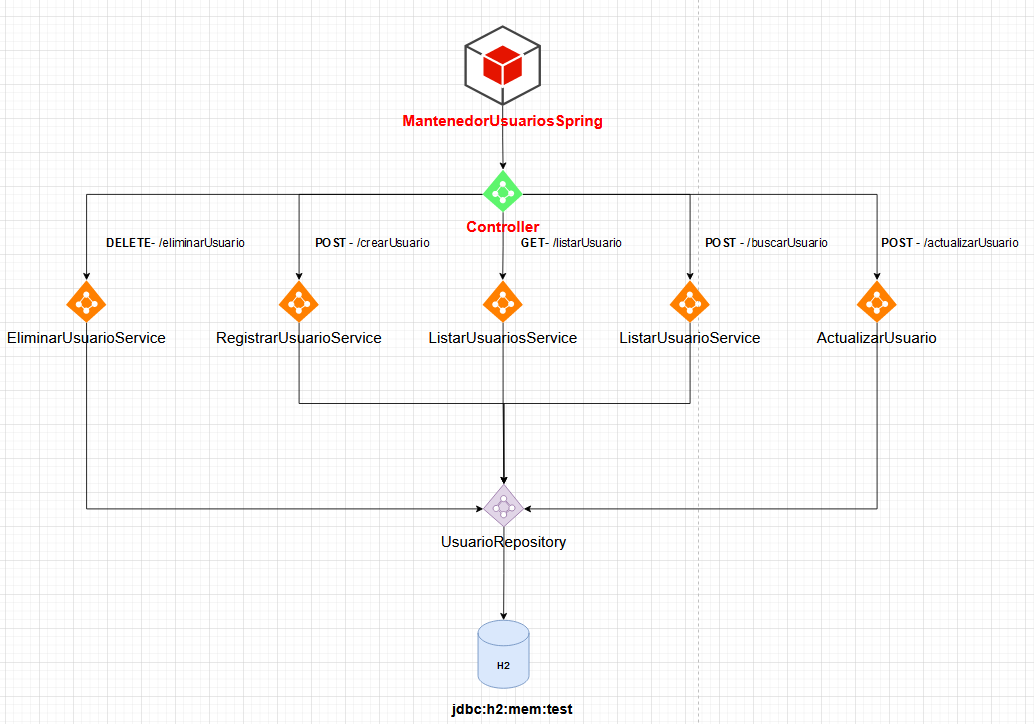 MantenedorUsuariosSpring
Controller
DELETE- /eliminarUsuario
POST - /crearUsuario
GET- /listarUsuario
POST - /buscarUsuario
POST - /actualizarUsuario
EliminarUsuarioService
RegistrarUsuarioService
ListarUsuariosService
ListarUsuarioService
ActualizarUsuario
UsuarioRepository
H2
jdbc:h2:mem:test